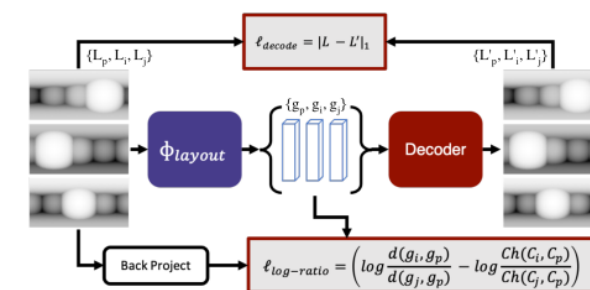 ℓ_decode = |L − L'|₁
{L_p, L_i, L_j}
{L'_p, L'_i, L'_j}
{g_p, g_i, g_j}
Φ_layout
Decoder
Back Project
ℓ_log−ratio = ( log d(g_i, g_p) / d(g_j, g_p) − log Ch(C_i, C_p) / Ch(C_j, C_p) )